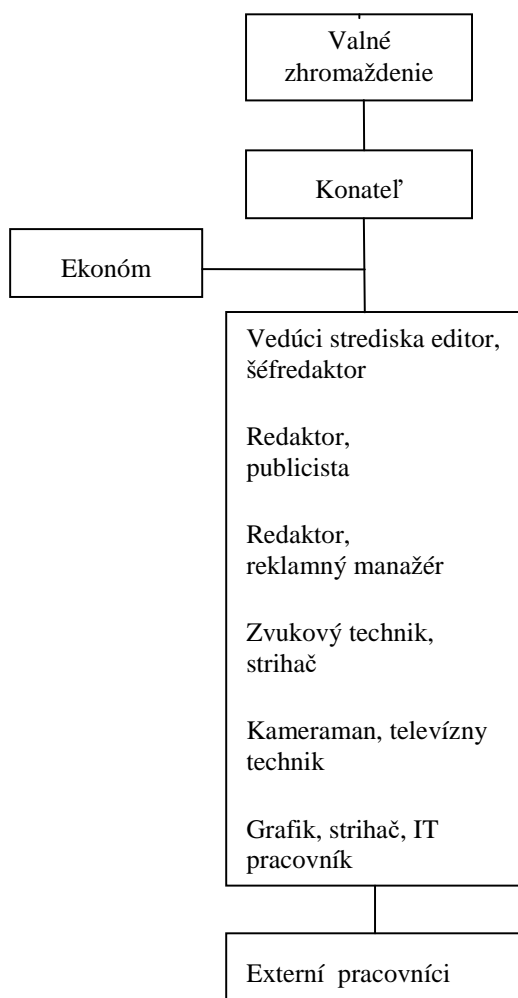 Valné
zhromaždenie
Konateľ
Ekonóm
Vedúci strediska editor,
šéfredaktor
Redaktor,
publicista
Redaktor,
reklamný manažér
Zvukový technik,
strihač
Kameraman, televízny
technik
Grafik, strihač, IT
pracovník
Externí pracovníci